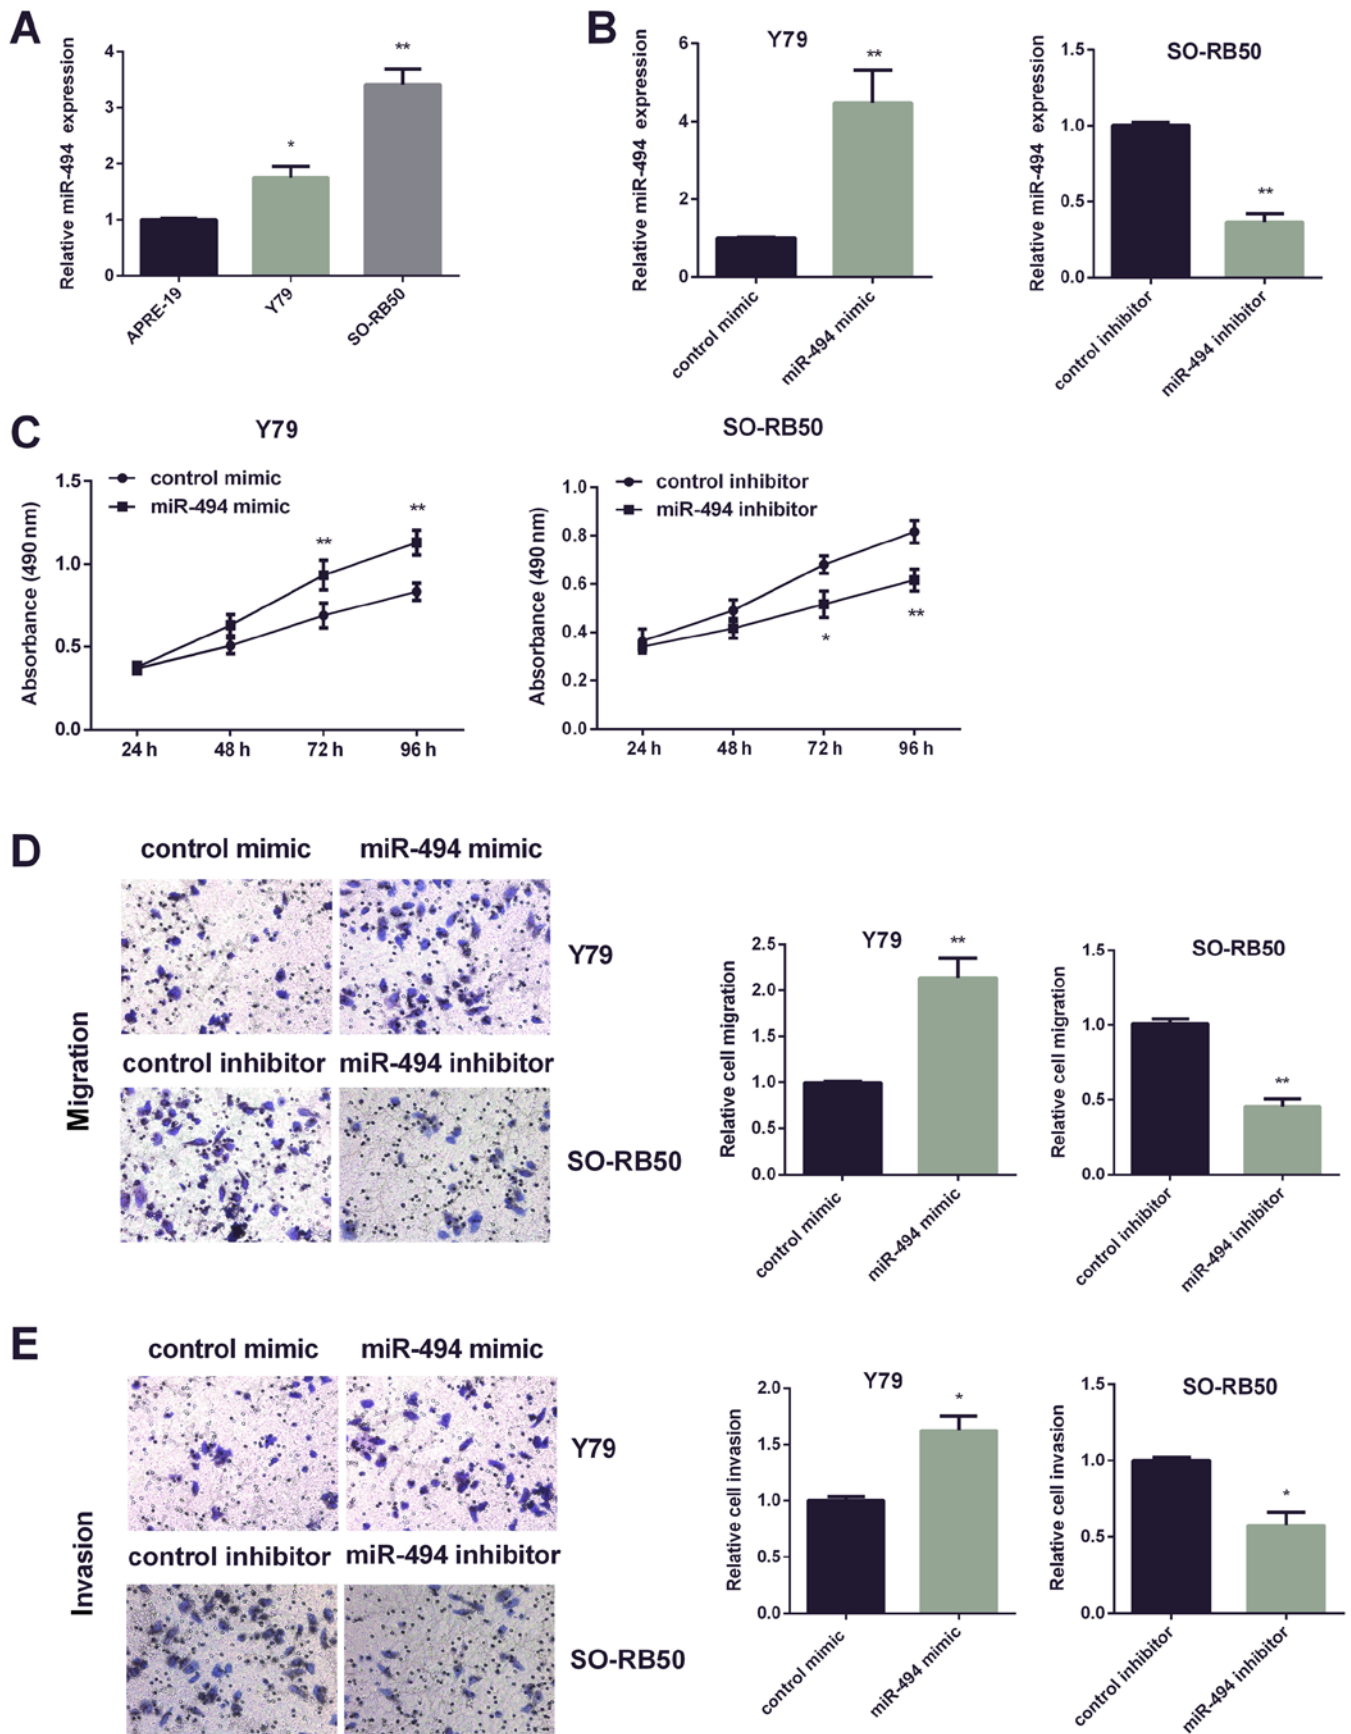 A
Relative miR-494 expression
4
3
2
1
0
*
**
APRE-19
Y79
SO-RB50
B
Y79
Relative miR-494 expression
6
4
2
0
**
control mimic
miR-494 mimic
SO-RB50
Relative miR-494 expression
1.5
1.0
0.5
0.0
**
control inhibitor
miR-494 inhibitor
C
Y79
control mimic
miR-494 mimic
Absorbance (490 nm)
1.5
1.0
0.5
0.0
**
**
24 h 48 h 72 h 96 h
SO-RB50
control inhibitor
miR-494 inhibitor
Absorbance (490 nm)
1.0
0.8
0.6
0.4
0.2
0.0
*
**
24 h 48 h 72 h 96 h
D
Migration
control mimic miR-494 mimic
Y79
control inhibitor miR-494 inhibitor
SO-RB50
Y79
Relative cell migration
2.5
2.0
1.5
1.0
0.5
0.0
**
control mimic
miR-494 mimic
SO-RB50
Relative cell migration
1.5
1.0
0.5
0.0
**
control inhibitor
miR-494 inhibitor
E
Invasion
control mimic miR-494 mimic
Y79
control inhibitor miR-494 inhibitor
SO-RB50
Y79
Relative cell invasion
2.0
1.5
1.0
0.5
0.0
*
control mimic
miR-494 mimic
SO-RB50
Relative cell invasion
1.5
1.0
0.5
0.0
*
control inhibitor
miR-494 inhibitor